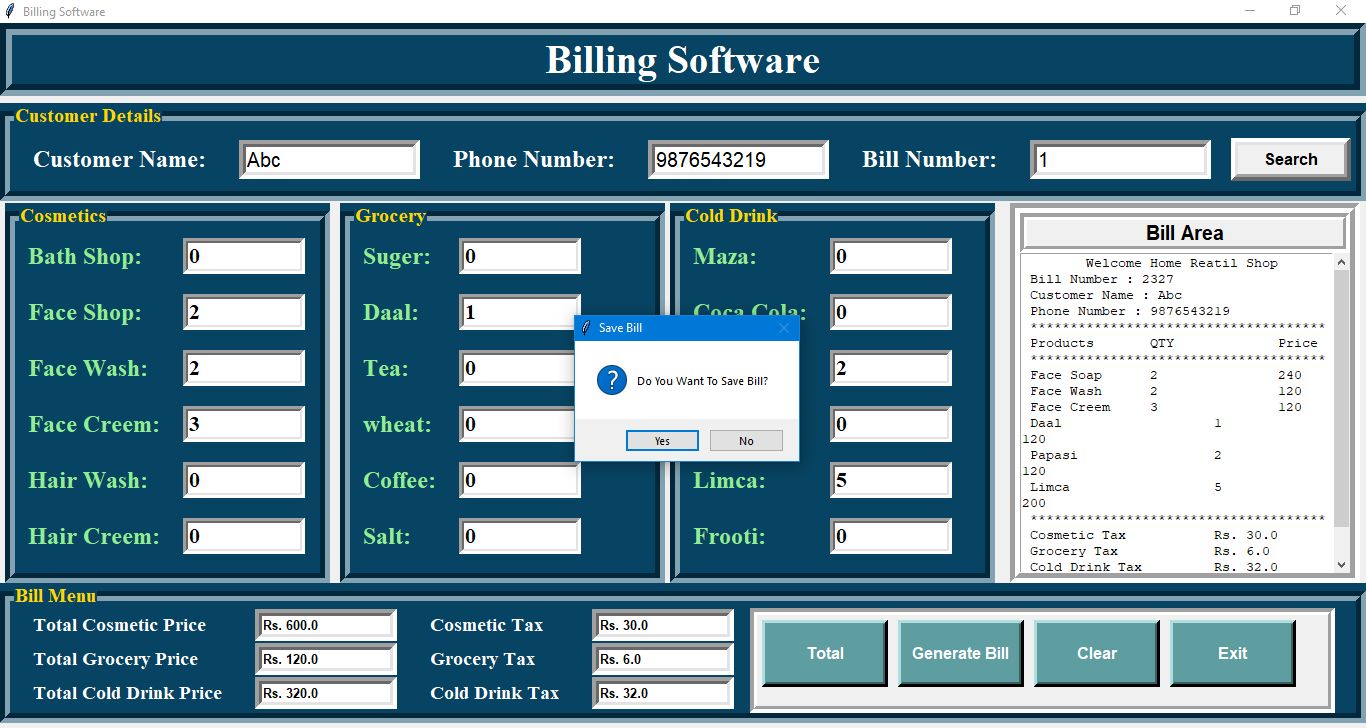 Billing Software
Billing Software
Customer Details
Customer Name: Abc Phone Number: 9876543219 Bill Number: 1 Search
Cosmetics
Bath Shop: 0
Face Shop: 2
Face Wash: 2
Face Creem: 3
Hair Wash: 0
Hair Creem: 0
Grocery
Suger: 0
Daal: 1
Tea: 0
wheat: 0
Coffee: 0
Salt: 0
Cold Drink
Maza: 0
Coca Cola: 0
2
0
Limca: 5
Frooti: 0
Save Bill
Do You Want To Save Bill?
Yes No
Bill Area
Welcome Home Reatil Shop
Bill Number : 2327
Customer Name : Abc
Phone Number : 9876543219
*************************************
Products QTY Price
*************************************
Face Soap 2 240
Face Wash 2 120
Face Creem 3 120
Daal 1
120
Papasi 2
120
Limca 5
200
*************************************
Cosmetic Tax Rs. 30.0
Grocery Tax Rs. 6.0
Cold Drink Tax Rs. 32.0
Bill Menu
Total Cosmetic Price Rs. 600.0 Cosmetic Tax Rs. 30.0
Total Grocery Price Rs. 120.0 Grocery Tax Rs. 6.0
Total Cold Drink Price Rs. 320.0 Cold Drink Tax Rs. 32.0
Total Generate Bill Clear Exit